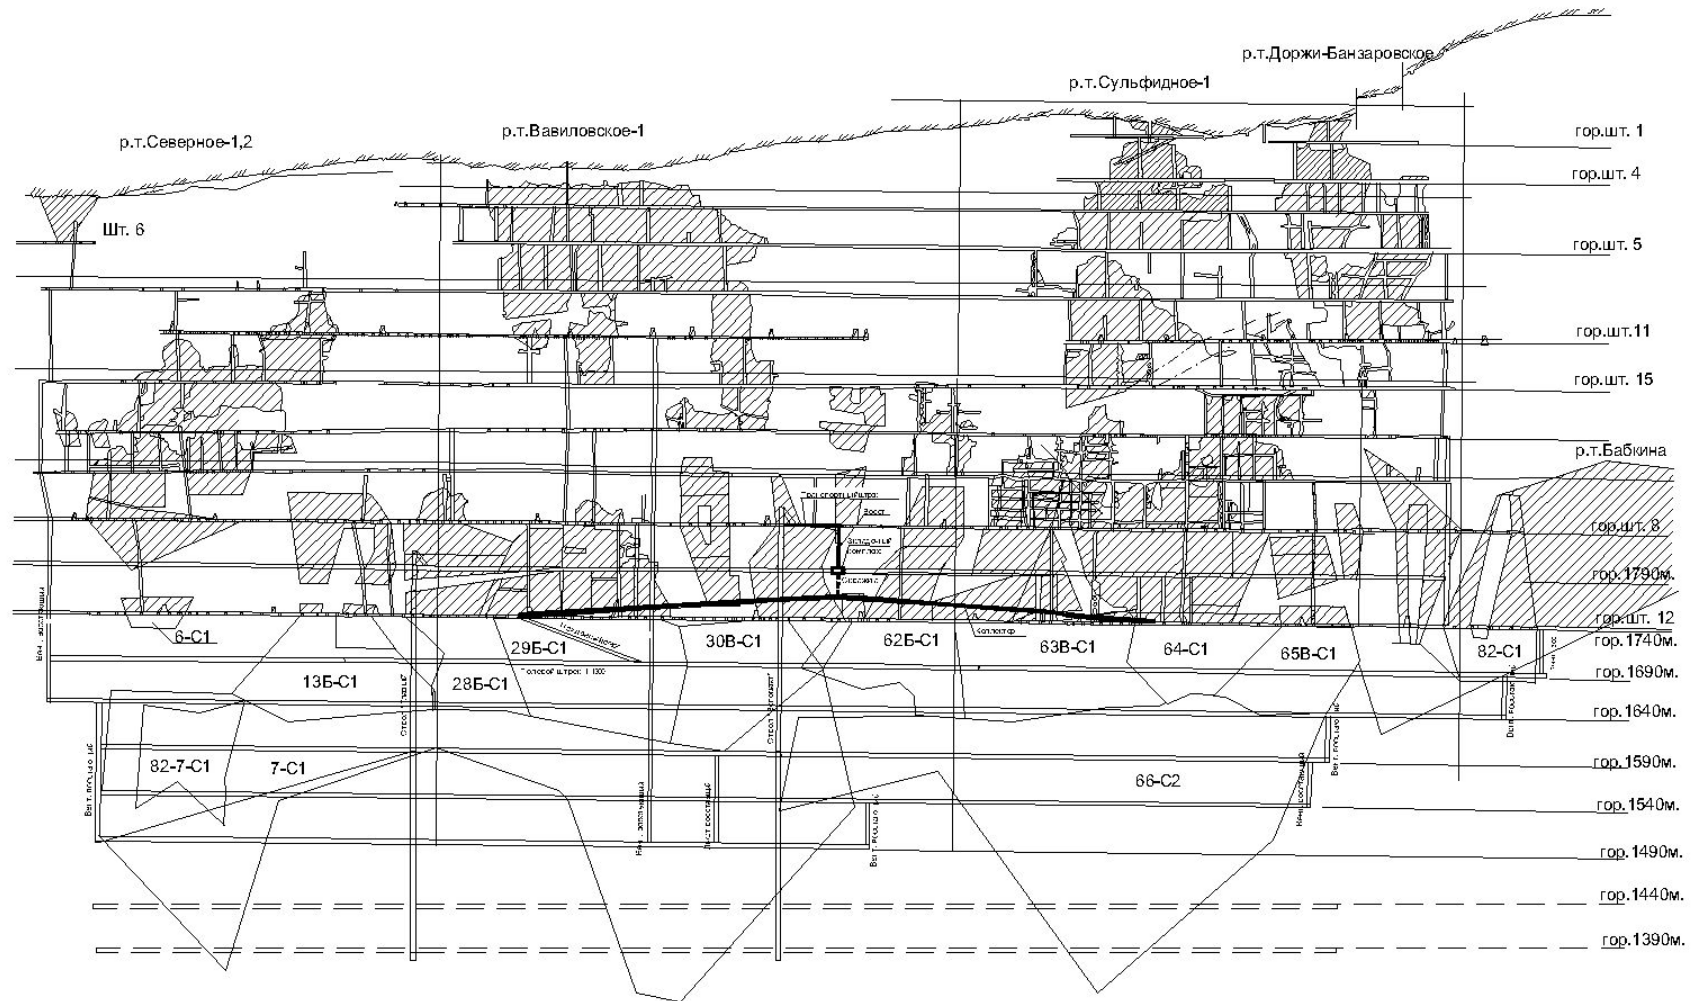 р.т.Доржи-Банзаровское
р.т.Сульфидное-1
р.т.Вавиловское-1
р.т.Северное-1,2
гор.шт. 1
гор.шт. 4
Шт. 6
гор.шт. 5
гор.шт.11
гор.шт. 15
р.т.Бабкина
гор.шт. 8
гор.1790м.
гор.шт. 12
6-С1
29Б-С1
30В-С1
62Б-С1
Коллектор
63В-С1
64-С1
65В-С1
82-С1
гор.1740м.
гор.1690м.
13Б-С1
28Б-С1
гор.1640м.
82-7-С1
7-С1
66-С2
гор.1590м.
гор.1540м.
гор.1490м.
гор.1440м.
гор.1390м.